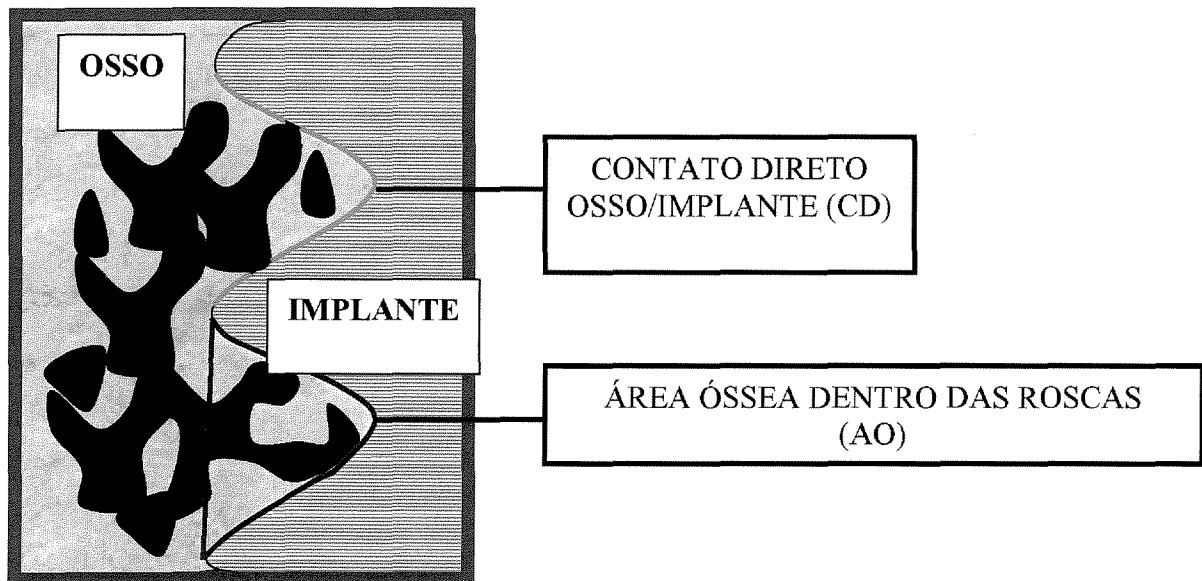 OSSO
CONTATO DIRETO
OSSO/IMPLANTE (CD)
IMPLANTE
ÁREA ÓSSEA DENTRO DAS ROSCAS
(AO)